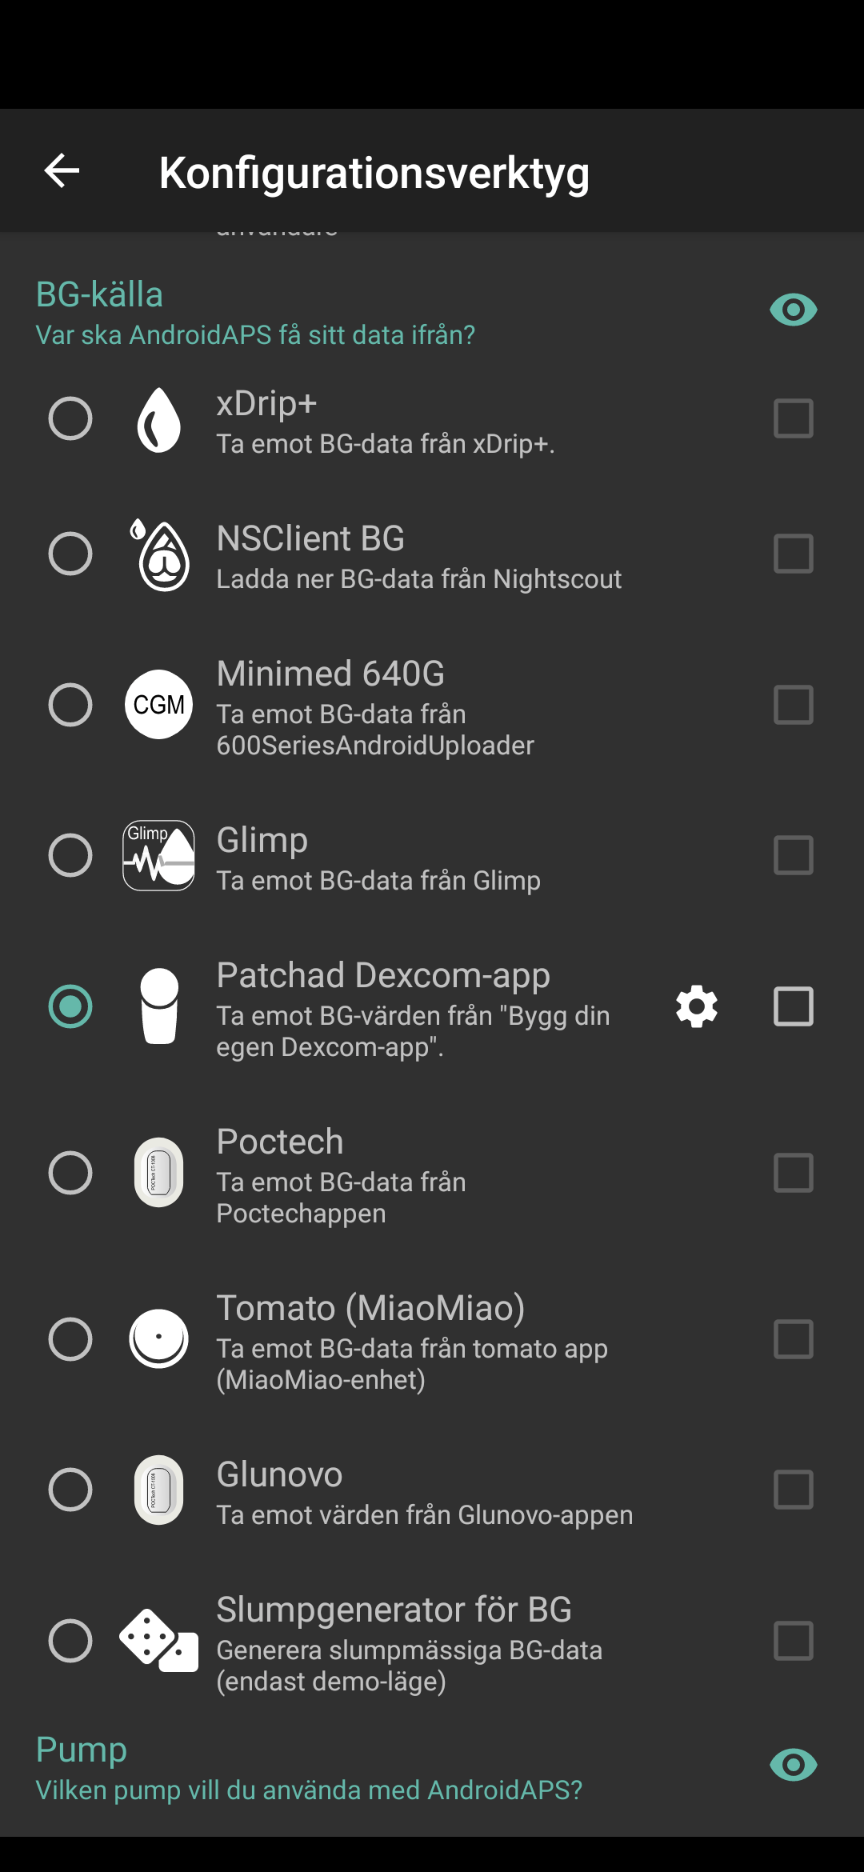 Konfigurationsverktyg
användare
BG-källa
Var ska AndroidAPS få sitt data ifrån?
xDrip+
Ta emot BG-data från xDrip+.
NSClient BG
Ladda ner BG-data från Nightscout
Minimed 640G
CGM
Ta emot BG-data från
600SeriesAndroidUploader
Glimp
Glimp
Ta emot BG-data från Glimp
Patchad Dexcom-app
Ta emot BG-värden från "Bygg din
egen Dexcom-app".
Poctech
Ta emot BG-data från
Poctechappen
Tomato (MiaoMiao)
Ta emot BG-data från tomato app
(MiaoMiao-enhet)
Glunovo
Ta emot värden från Glunovo-appen
Slumpgenerator för BG
Generera slumpmässiga BG-data
(endast demo-läge)
Pump
Vilken pump vill du använda med AndroidAPS?